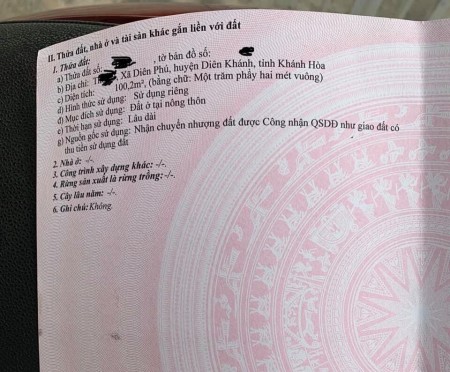 II. Thửa đất, nhà ở và tài sản khác gắn liền với đất
1. Thửa đất:
a) Thửa đất số: , tờ bản đồ số:
b) Địa chỉ: T , Xã Diên Phú, huyện Diên Khánh, tỉnh Khánh Hòa
c) Diện tích: 100,2m², (bằng chữ: Một trăm phẩy hai mét vuông)
d) Hình thức sử dụng: Sử dụng riêng
đ) Mục đích sử dụng: Đất ở tại nông thôn
e) Thời hạn sử dụng: Lâu dài
g) Nguồn gốc sử dụng: Nhận chuyển nhượng đất được Công nhận QSDĐ như giao đất có
thu tiền sử dụng đất
2. Nhà ở: -/-.
3. Công trình xây dựng khác: -/-.
4. Rừng sản xuất là rừng trồng: -/-.
5. Cây lâu năm: -/-.
6. Ghi chú: Không